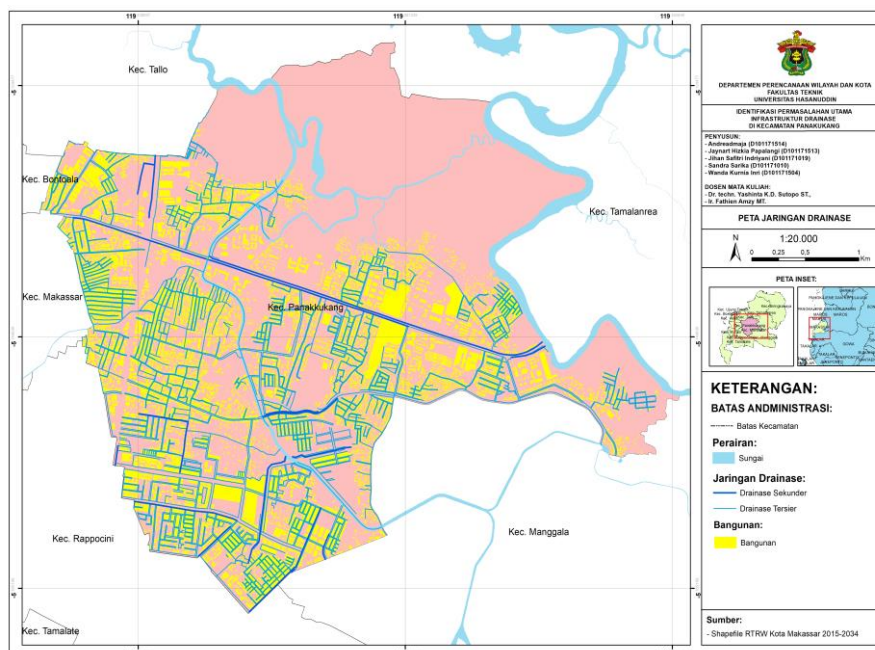 119
119
119
Kec. Tallo
Kec. Bontoala
Kec. Tamalanrea
Kec. Makassar
Kec. Panakkukang
Kec. Rappocini
Kec. Manggala
Kec. Tamalate
DEPARTEMEN PERENCANAAN WILAYAH DAN KOTA
FAKULTAS TEKNIK
UNIVERSITAS HASANUDDIN
IDENTIFIKASI PERMASALAHAN UTAMA
INFRASTRUKTUR DRAINASE
DI KECAMATAN PANAKUKANG
PENYUSUN:
- Andreadmaja (D101171514)
- Jaynart Hizkia Papalangi (D101171513)
- Jihan Safitri Indriyani (D101171019)
- Sandra Sarika (D101171010)
- Wanda Kurnia Inri (D101171504)
DOSEN MATA KULIAH:
- Dr. techn. Yashinta K.D. Sutopo ST.,
- Ir. Fathien Amzy MT.
PETA JARINGAN DRAINASE
N
1:20.000
0 0,25 0,5 1
Km
PETA INSET:
KETERANGAN:
BATAS ANDMINISTRASI:
Batas Kecamatan
Perairan:
Sungai
Jaringan Drainase:
Drainase Sekunder
Drainase Tersier
Bangunan:
Bangunan
Sumber:
- Shapefile RTRW Kota Makassar 2015-2034